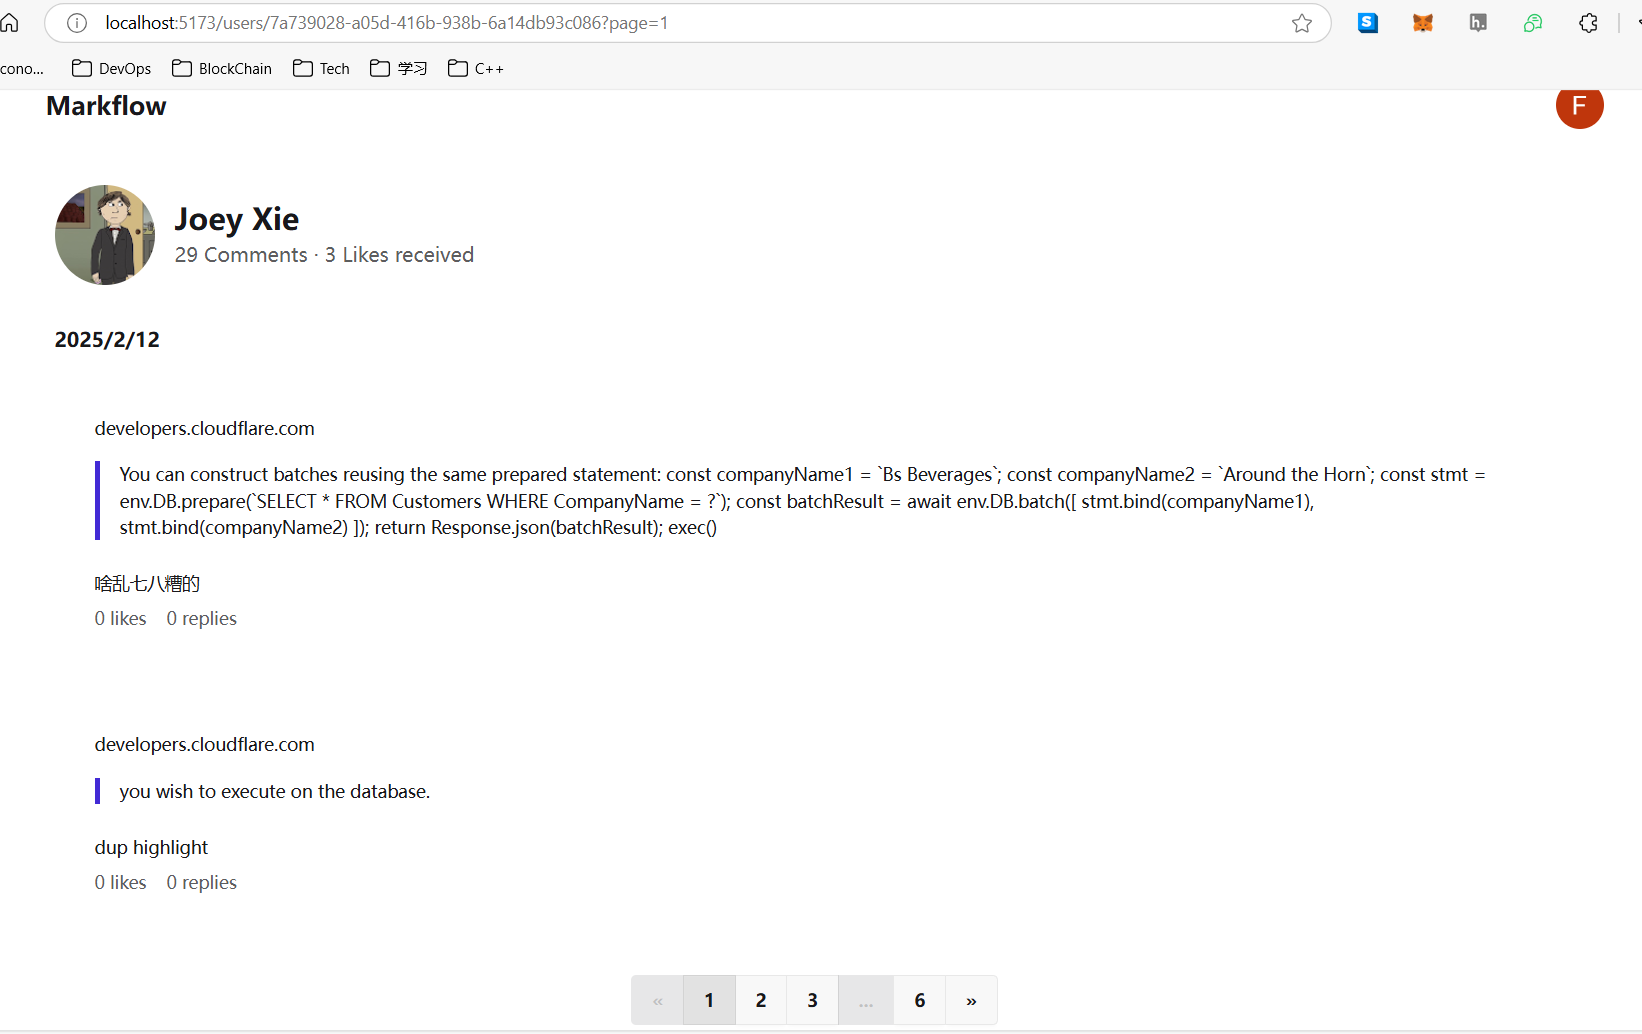 localhost:5173/users/7a739028-a05d-416b-938b-6a14db93c086?page=1
S
h.
cono... DevOps BlockChain Tech 学习 C++
Markflow
F
Joey Xie
29 Comments · 3 Likes received
2025/2/12
developers.cloudflare.com
You can construct batches reusing the same prepared statement: const companyName1 = `Bs Beverages`; const companyName2 = `Around the Horn`; const stmt =
env.DB.prepare(`SELECT * FROM Customers WHERE CompanyName = ?`); const batchResult = await env.DB.batch([ stmt.bind(companyName1),
stmt.bind(companyName2) ]); return Response.json(batchResult); exec()
啥乱七八糟的
0 likes 0 replies
developers.cloudflare.com
you wish to execute on the database.
dup highlight
0 likes 0 replies
« 1 2 3 ... 6 »